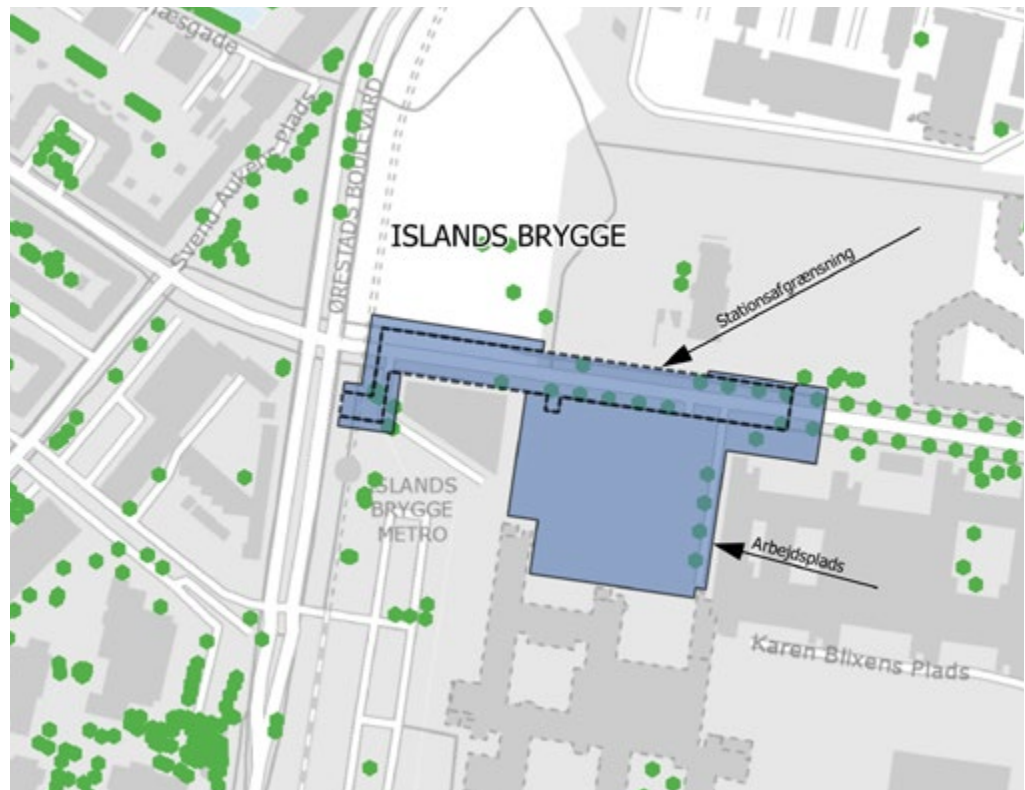 Svend Aukens Plads
ØRESTADS BOULEVARD
ISLANDS BRYGGE
Stationsafgrænsning
ISLANDS
BRYGGE
METRO
Arbejdsplads
Karen Blixens Plads